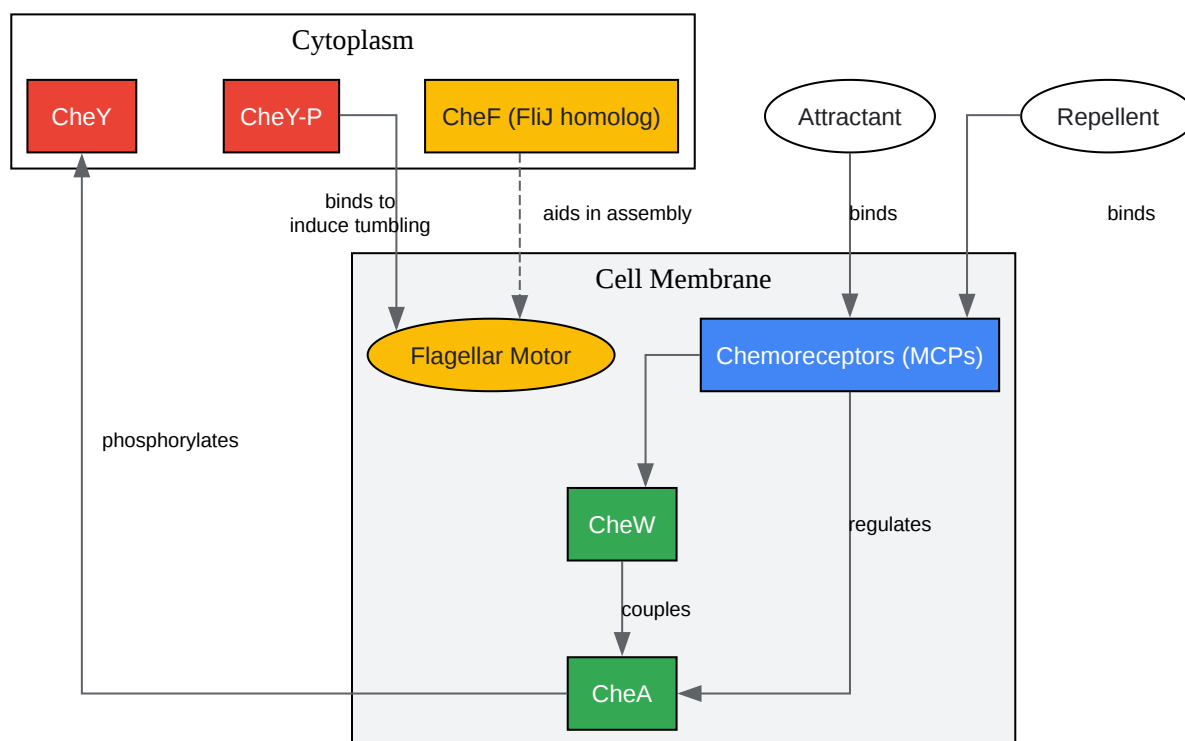 Cytoplasm
CheY
CheY-P
CheF (FliJ homolog)
Attractant
Repellent
binds to
induce tumbling
aids in assembly
binds
binds
Cell Membrane
Flagellar Motor
Chemoreceptors (MCPs)
phosphorylates
CheW
regulates
couples
CheA